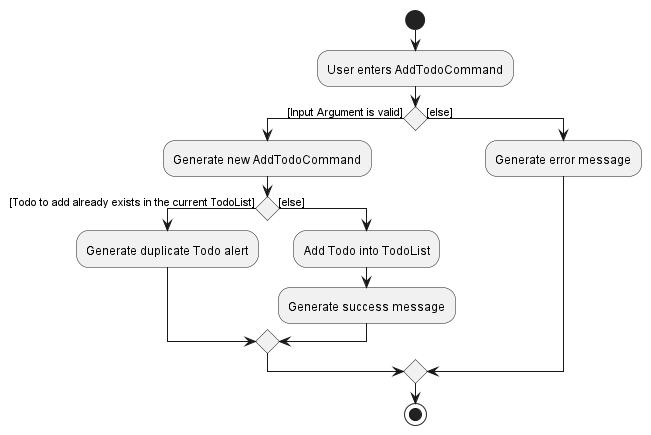 User enters AddTodoCommand
[Input Argument is valid]
[else]
Generate new AddTodoCommand
Generate error message
[Todo to add already exists in the current TodoList]
[else]
Generate duplicate Todo alert
Add Todo into TodoList
Generate success message